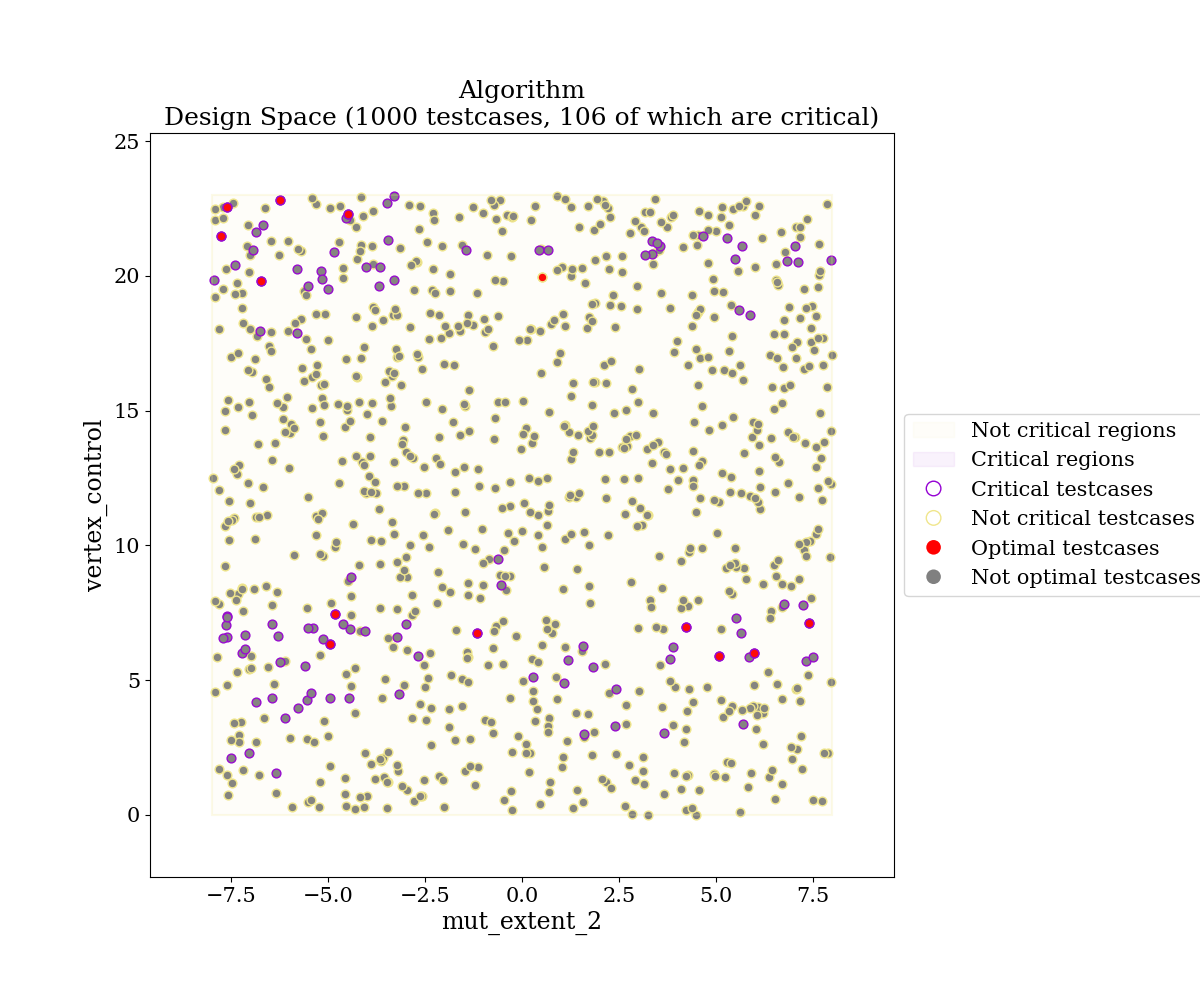 Algorithm
Design Space (1000 testcases, 106 of which are critical)
25
20
15
10
5
0
vertex_control
−7.5
−5.0
−2.5
0.0
2.5
5.0
7.5
mut_extent_2
Not critical regions
Critical regions
Critical testcases
Not critical testcases
Optimal testcases
Not optimal testcases